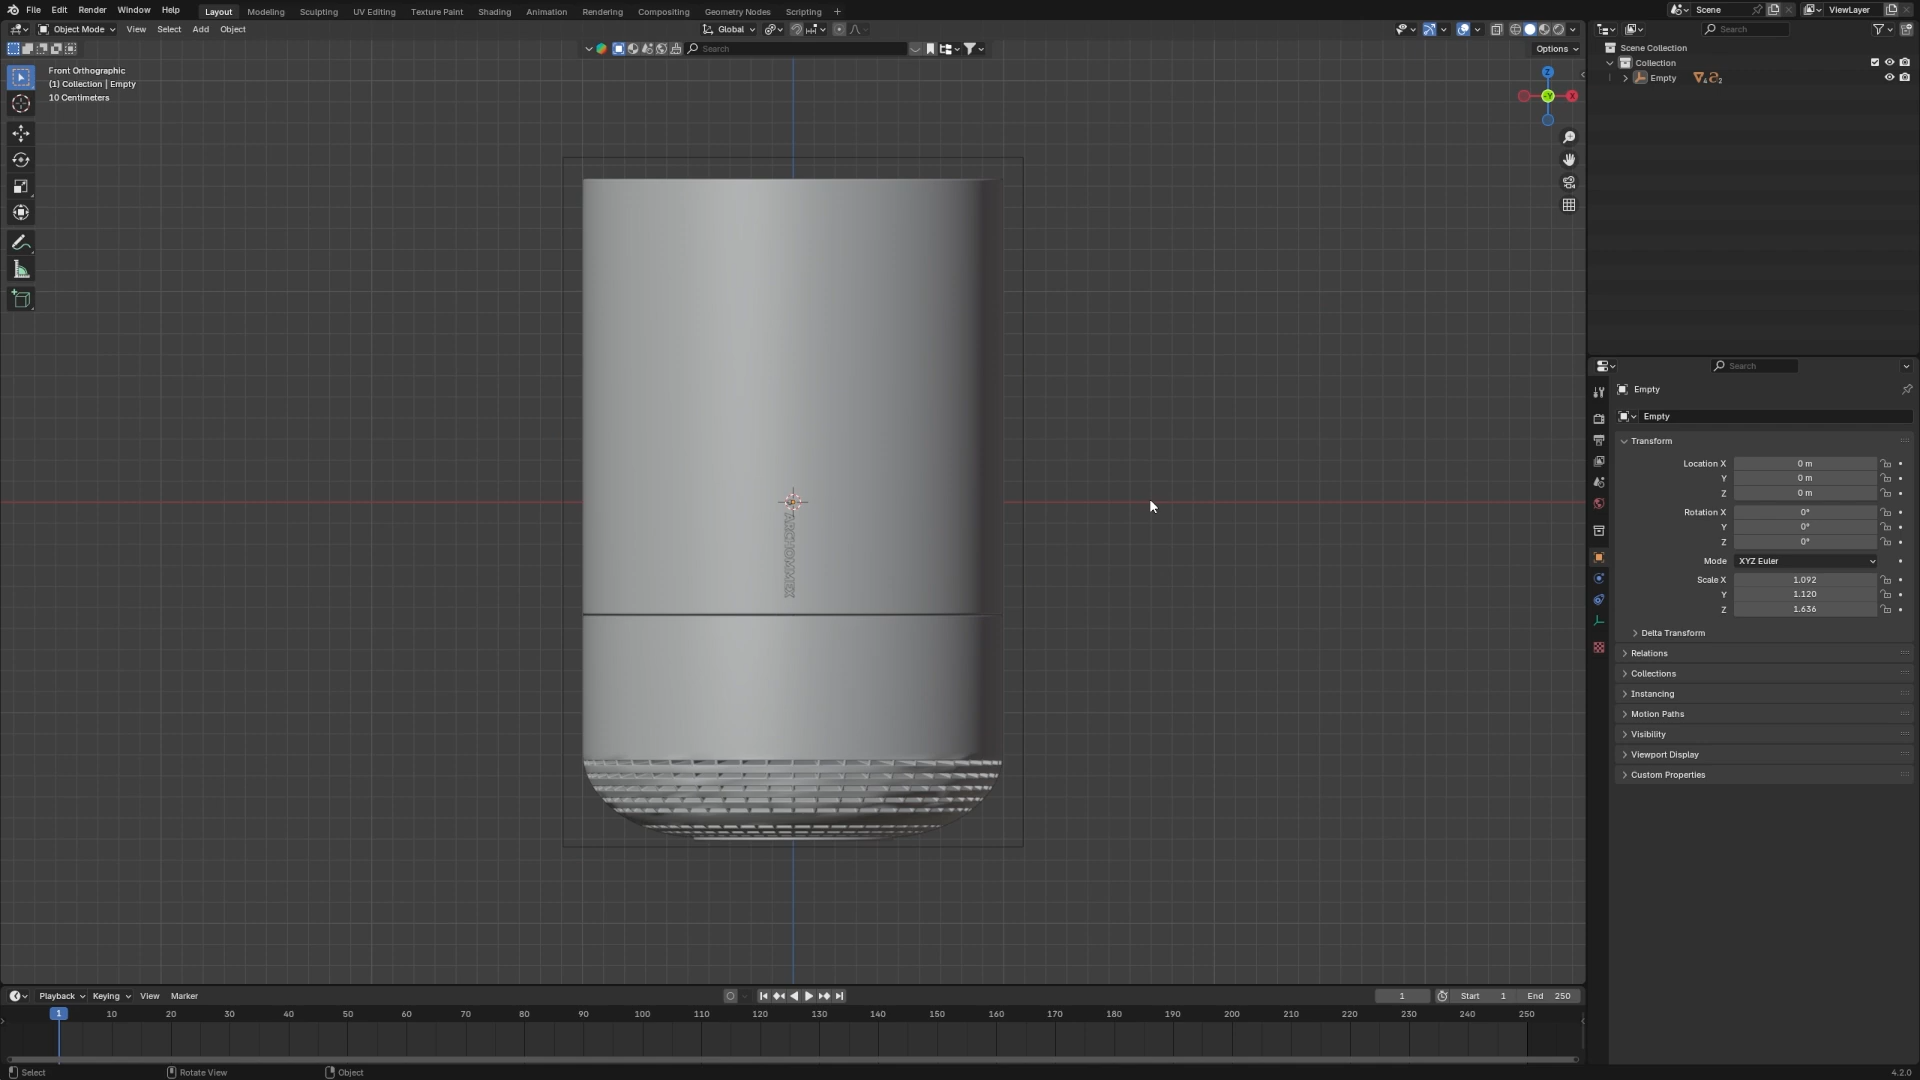 File Edit Render Window Help Layout Modeling Sculpting UV Editing Texture Paint Shading Animation Rendering Compositing Geometry Nodes Scripting + Scene ViewLayer
Object Mode View Select Add Object Global Search
Search Options
Front Orthographic
(1) Collection | Empty
10 Centimeters
Z
-Y
X
Scene Collection
Collection
Empty
ARCHOMMEX
Search
Empty
Empty
Transform
Location X 0 m
Y 0 m
Z 0 m
Rotation X 0°
Y 0°
Z 0°
Mode XYZ Euler
Scale X 1.092
Y 1.120
Z 1.636
Delta Transform
Relations
Collections
Instancing
Motion Paths
Visibility
Viewport Display
Custom Properties
Playback Keying View Marker 1 Start 1 End 250
1 10 20 30 40 50 60 70 80 90 100 110 120 130 140 150 160 170 180 190 200 210 220 230 240 250
Select Rotate View Object 4.2.0